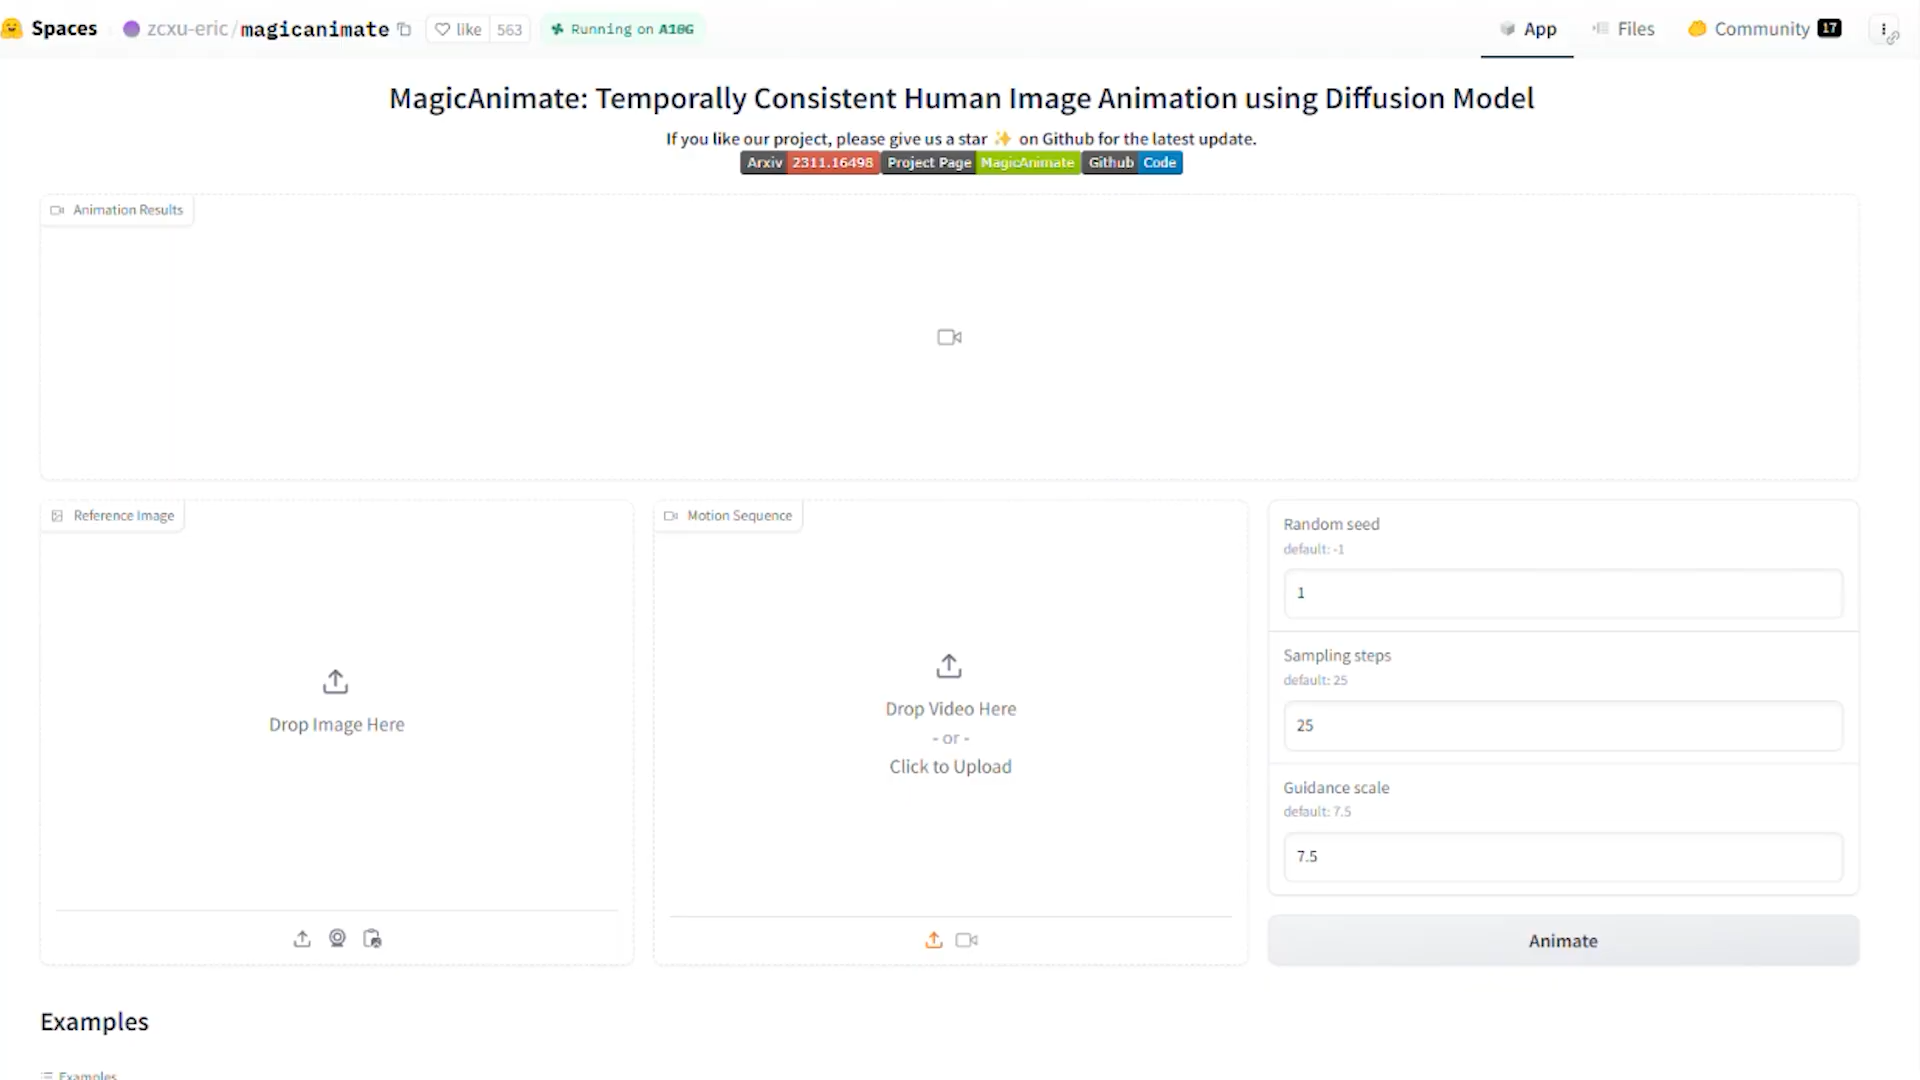 Spaces zcxu-eric/magicanimate like 563 Running on A10G App Files Community 17
MagicAnimate: Temporally Consistent Human Image Animation using Diffusion Model
If you like our project, please give us a star ✨ on Github for the latest update.
Arxiv 2311.16498 Project Page MagicAnimate Github Code
Animation Results
Reference Image
Drop Image Here
Motion Sequence
Drop Video Here
- or -
Click to Upload
Random seed
default: -1
1
Sampling steps
default: 25
25
Guidance scale
default: 7.5
7.5
Animate
Examples
Examples